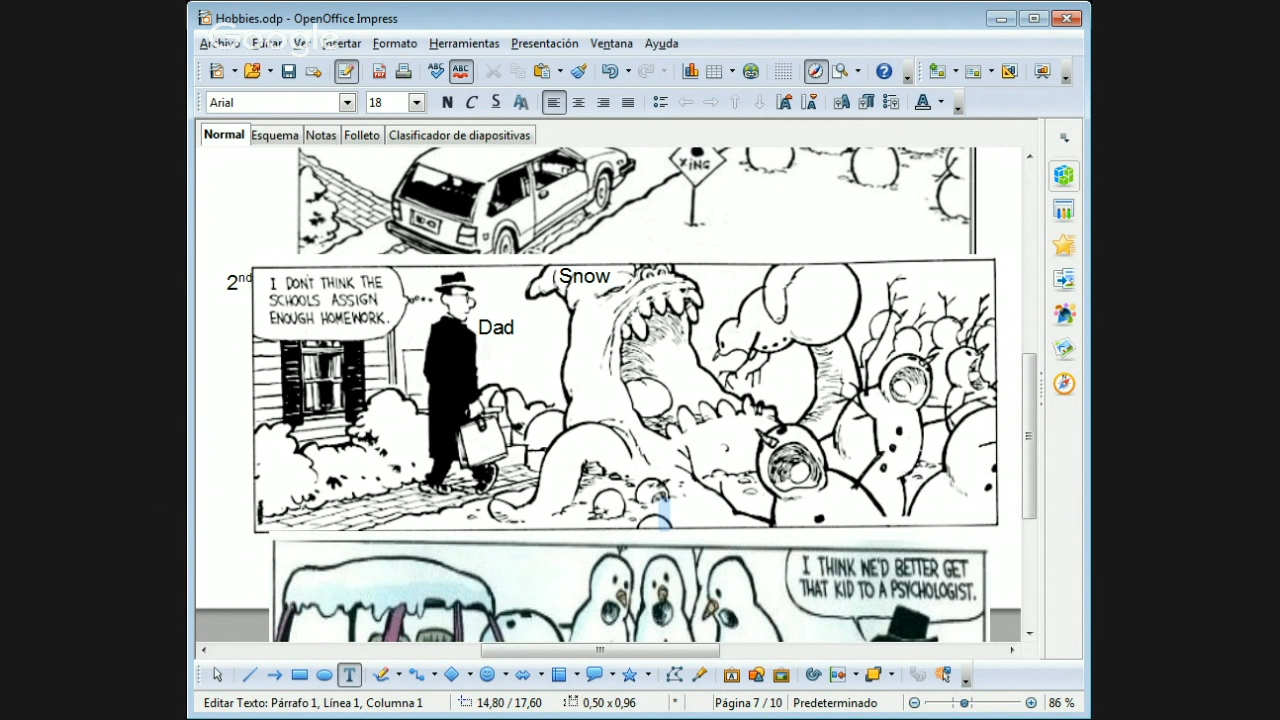 Hobbies.odp - OpenOffice Impress
Google
Archivo Editar Ver Insertar Formato Herramientas Presentación Ventana Ayuda
Arial 18 N C S
Normal Esquema Notas Folleto Clasificador de diapositivas
XING
2nd
I DON'T THINK THE
SCHOOLS ASSIGN
ENOUGH HOMEWORK.
Snow
Dad
I THINK WE'D BETTER GET
THAT KID TO A PSYCHOLOGIST.
Editar Texto: Párrafo 1, Línea 1, Columna 1 14,80 / 17,60 0,50 x 0,96 * Página 7 / 10 Predeterminado 86 %